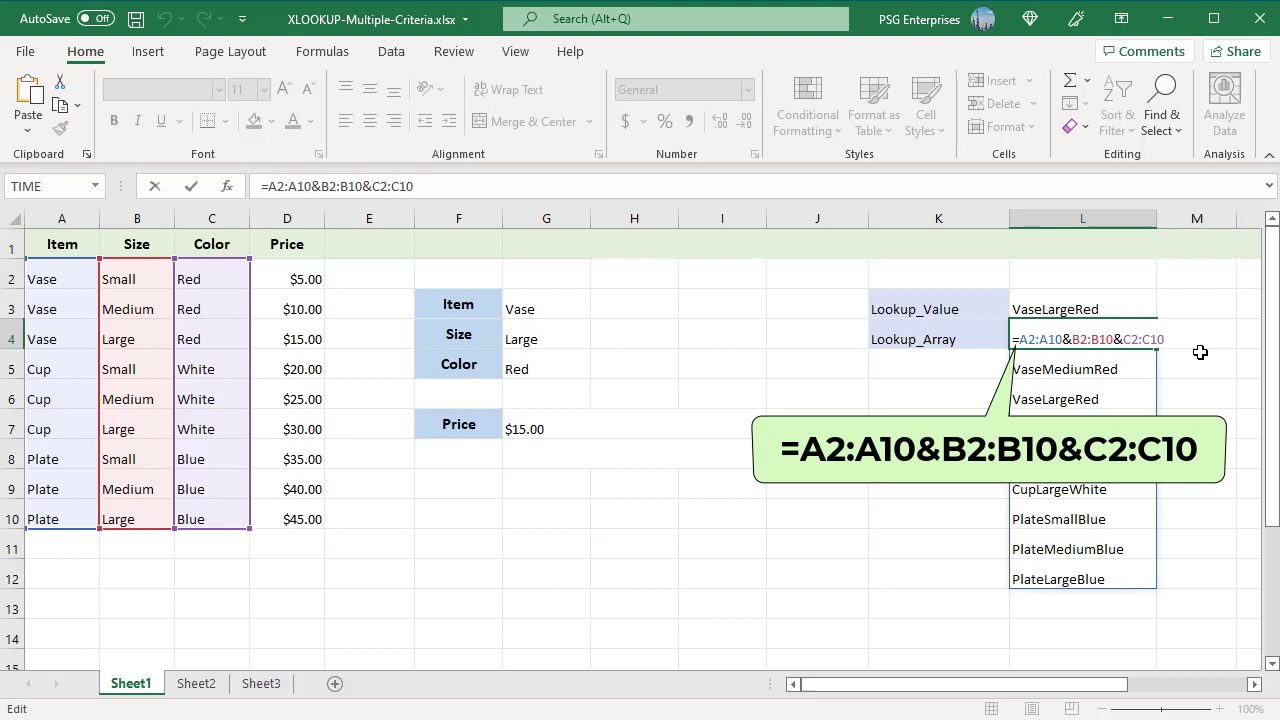 AutoSave Off XLOOKUP-Multiple-Criteria.xlsx Search (Alt+Q) PSG Enterprises
File Home Insert Page Layout Formulas Data Review View Help Comments Share
Paste 11 Wrap Text General Insert Conditional Formatting Format as Table Cell Styles Sort & Filter Find & Select Analyze Data
B I U Merge & Center $ % Delete
Format
Clipboard Font Alignment Number Styles Cells Editing Analysis
TIME fx =A2:A10&B2:B10&C2:C10
A B C D E F G H I J K L M
1 Item Size Color Price
2 Vase Small Red $5.00
3 Vase Medium Red $10.00 Item Vase Lookup_Value VaseLargeRed
4 Vase Large Red $15.00 Size Large Lookup_Array =A2:A10&B2:B10&C2:C10
5 Cup Small White $20.00 Color Red VaseMediumRed
6 Cup Medium White $25.00 VaseLargeRed
7 Cup Large White $30.00 Price $15.00
=A2:A10&B2:B10&C2:C10
8 Plate Small Blue $35.00
9 Plate Medium Blue $40.00 CupLargeWhite
10 Plate Large Blue $45.00 PlateSmallBlue
11 PlateMediumBlue
12 PlateLargeBlue
13
14
15
Sheet1 Sheet2 Sheet3
Edit 100%